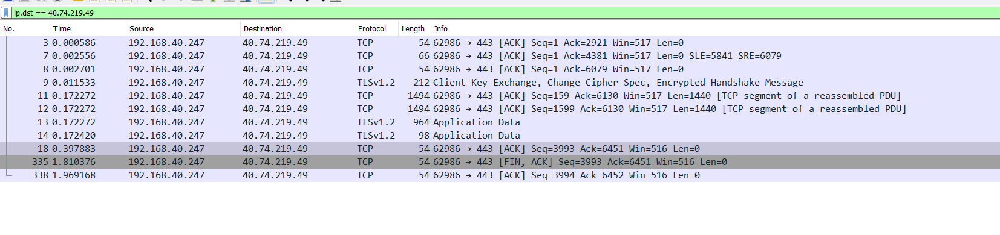 ip.dst == 40.74.219.49
No. Time Source Destination Protocol Length Info
3 0.000586 192.168.40.247 40.74.219.49 TCP 54 62986 → 443 [ACK] Seq=1 Ack=2921 Win=517 Len=0
7 0.002556 192.168.40.247 40.74.219.49 TCP 66 62986 → 443 [ACK] Seq=1 Ack=4381 Win=517 Len=0 SLE=5841 SRE=6079
8 0.002701 192.168.40.247 40.74.219.49 TCP 54 62986 → 443 [ACK] Seq=1 Ack=6079 Win=517 Len=0
9 0.011533 192.168.40.247 40.74.219.49 TLSv1.2 212 Client Key Exchange, Change Cipher Spec, Encrypted Handshake Message
11 0.172272 192.168.40.247 40.74.219.49 TCP 1494 62986 → 443 [ACK] Seq=159 Ack=6130 Win=517 Len=1440 [TCP segment of a reassembled PDU]
12 0.172272 192.168.40.247 40.74.219.49 TCP 1494 62986 → 443 [ACK] Seq=1599 Ack=6130 Win=517 Len=1440 [TCP segment of a reassembled PDU]
13 0.172272 192.168.40.247 40.74.219.49 TLSv1.2 964 Application Data
14 0.172420 192.168.40.247 40.74.219.49 TLSv1.2 98 Application Data
18 0.397883 192.168.40.247 40.74.219.49 TCP 54 62986 → 443 [ACK] Seq=3993 Ack=6451 Win=516 Len=0
335 1.810376 192.168.40.247 40.74.219.49 TCP 54 62986 → 443 [FIN, ACK] Seq=3993 Ack=6451 Win=516 Len=0
338 1.969168 192.168.40.247 40.74.219.49 TCP 54 62986 → 443 [ACK] Seq=3994 Ack=6452 Win=516 Len=0